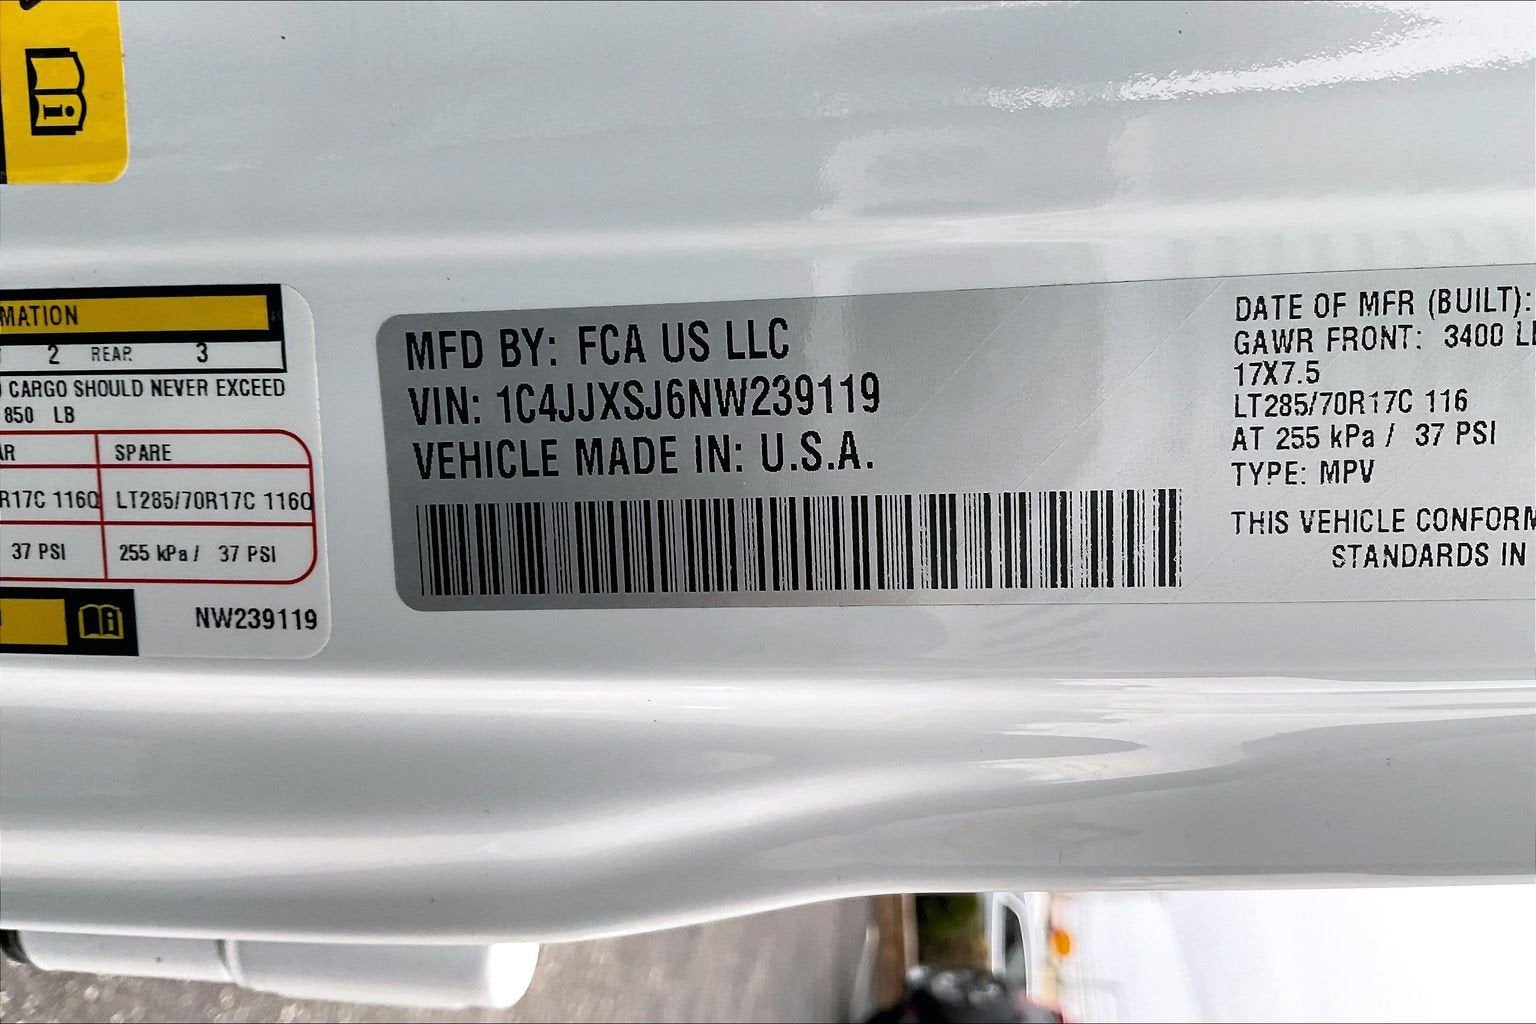 MATION
2 REAR 3
CARGO SHOULD NEVER EXCEED
850 LB
AR SPARE
R17C 116Q LT285/70R17C 116Q
37 PSI 255 kPa / 37 PSI
NW239119
MFD BY: FCA US LLC
VIN: 1C4JJXSJ6NW239119
VEHICLE MADE IN: U.S.A.
DATE OF MFR (BUILT):
GAWR FRONT: 3400 LB
17X7.5
LT285/70R17C 116
AT 255 kPa / 37 PSI
TYPE: MPV
THIS VEHICLE CONFORM
STANDARDS IN